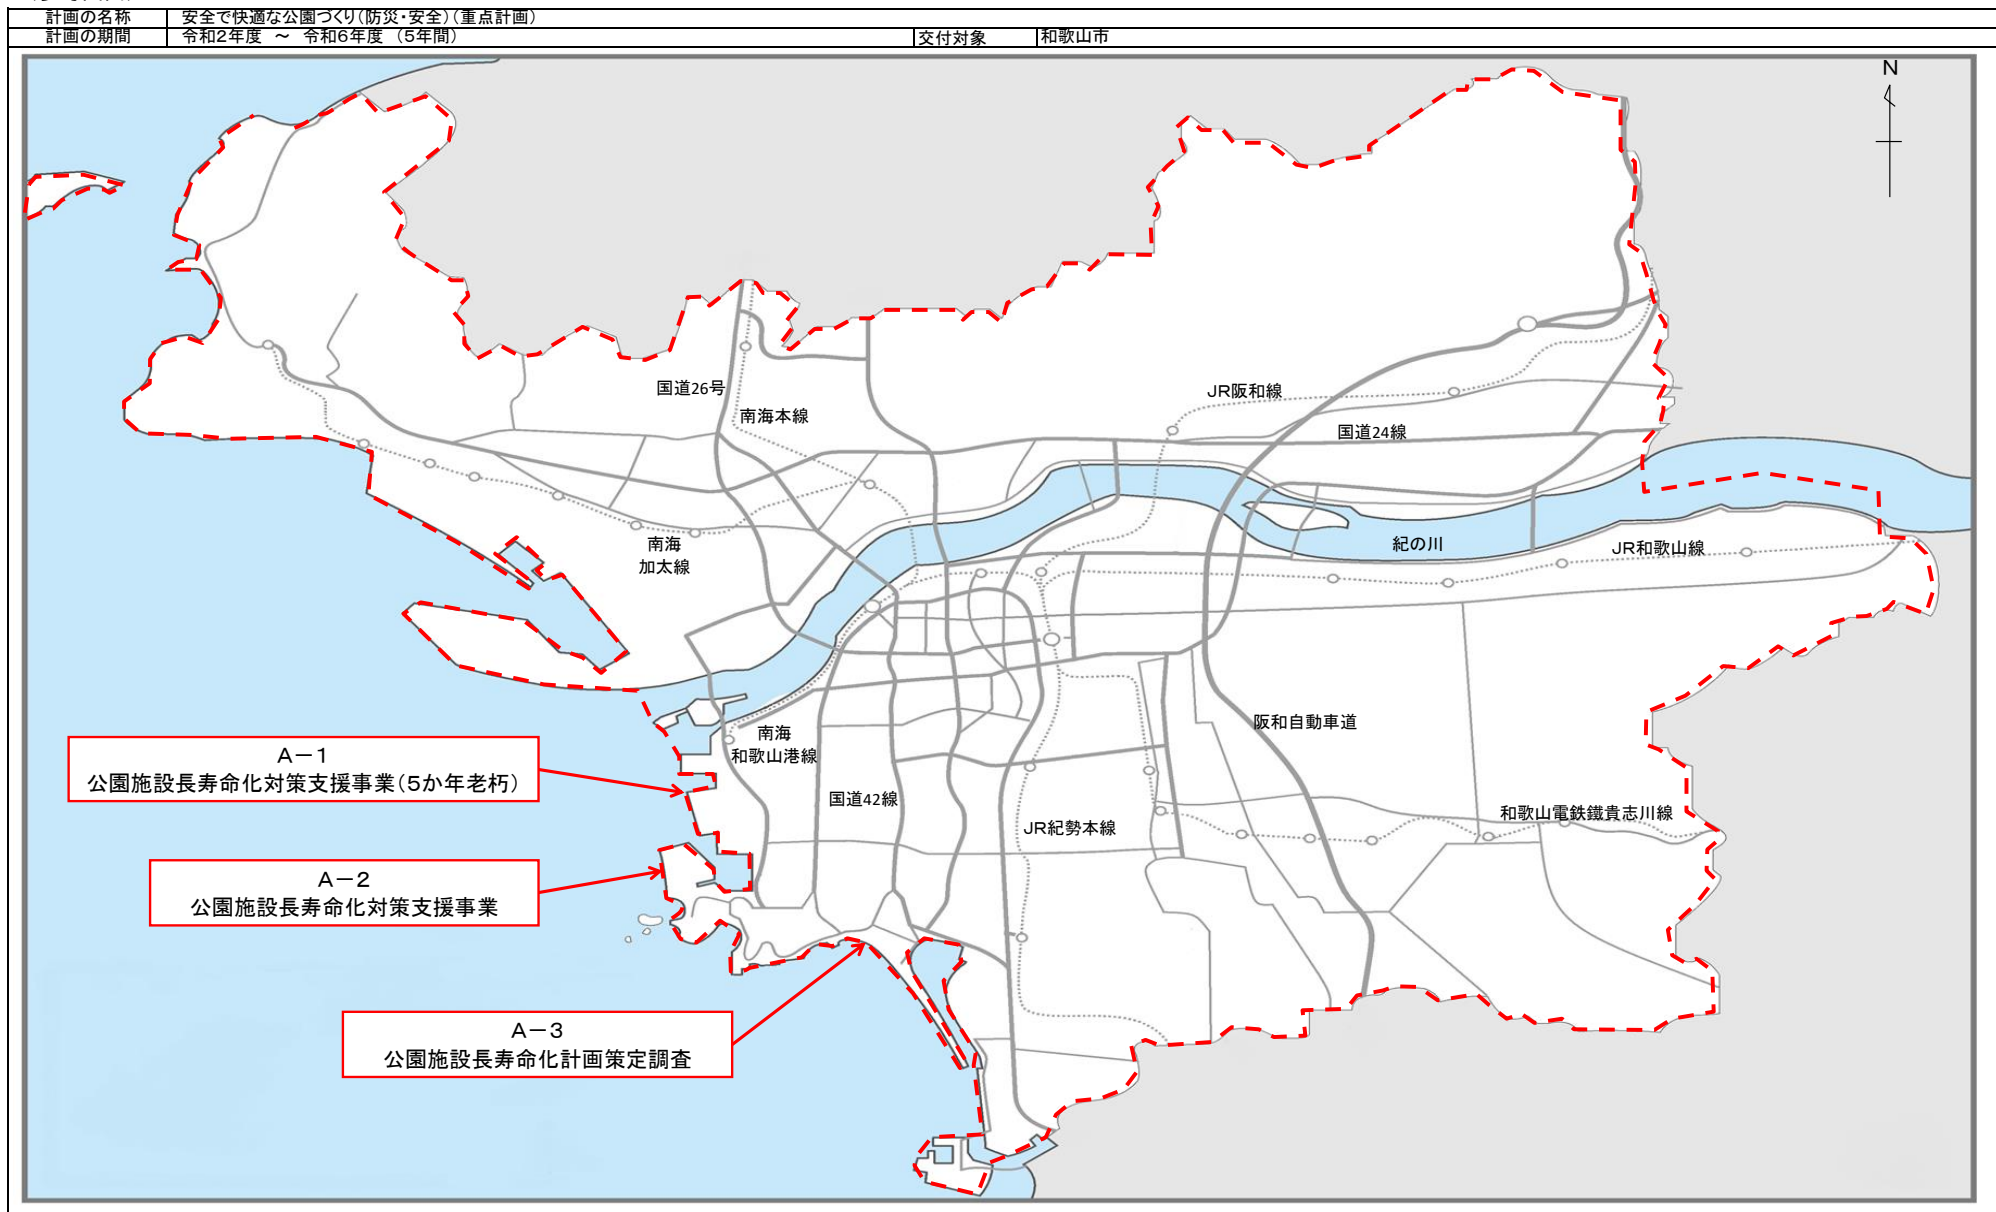 計画の名称 安全で快適な公園づくり(防災・安全)(重点計画)
計画の期間 令和2年度 ～ 令和6年度 (5年間) 交付対象 和歌山市
N
国道26号
南海本線
JR阪和線
国道24線
南海
加太線
紀の川
JR和歌山線
南海
和歌山港線
阪和自動車道
国道42線
JR紀勢本線
和歌山電鉄鐵貴志川線
A－1
公園施設長寿命化対策支援事業(5か年老朽)
A－2
公園施設長寿命化対策支援事業
A－3
公園施設長寿命化計画策定調査